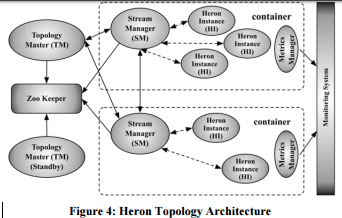 container
Topology
Master (TM)
Stream
Manager
(SM)
Heron
Instance
(HI)
Heron
Instance
(HI)
Heron
Instance
(HI)
Heron
Instance
(HI)
Metrics
Manager
Monitoring System
Zoo Keeper
Topology
Master (TM)
(Standby)
Stream
Manager
(SM)
Heron
Instance
(HI)
Heron
Instance
(HI)
container
Metrics
Manager
Figure 4: Heron Topology Architecture